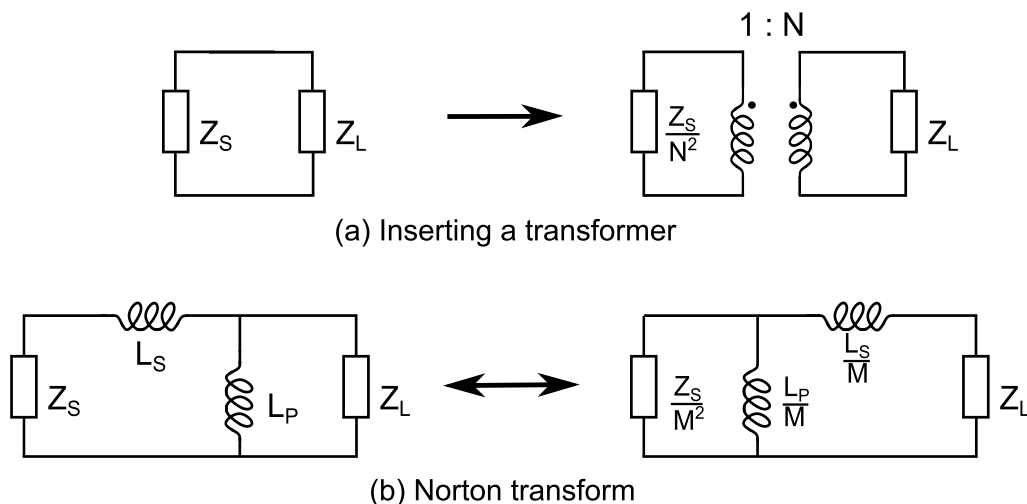 1 : N
Z_S
Z_L
Z_S/N²
Z_L
(a) Inserting a transformer
L_S
Z_S
L_P
Z_L
L_S/M
Z_S/M²
L_P/M
Z_L
(b) Norton transform